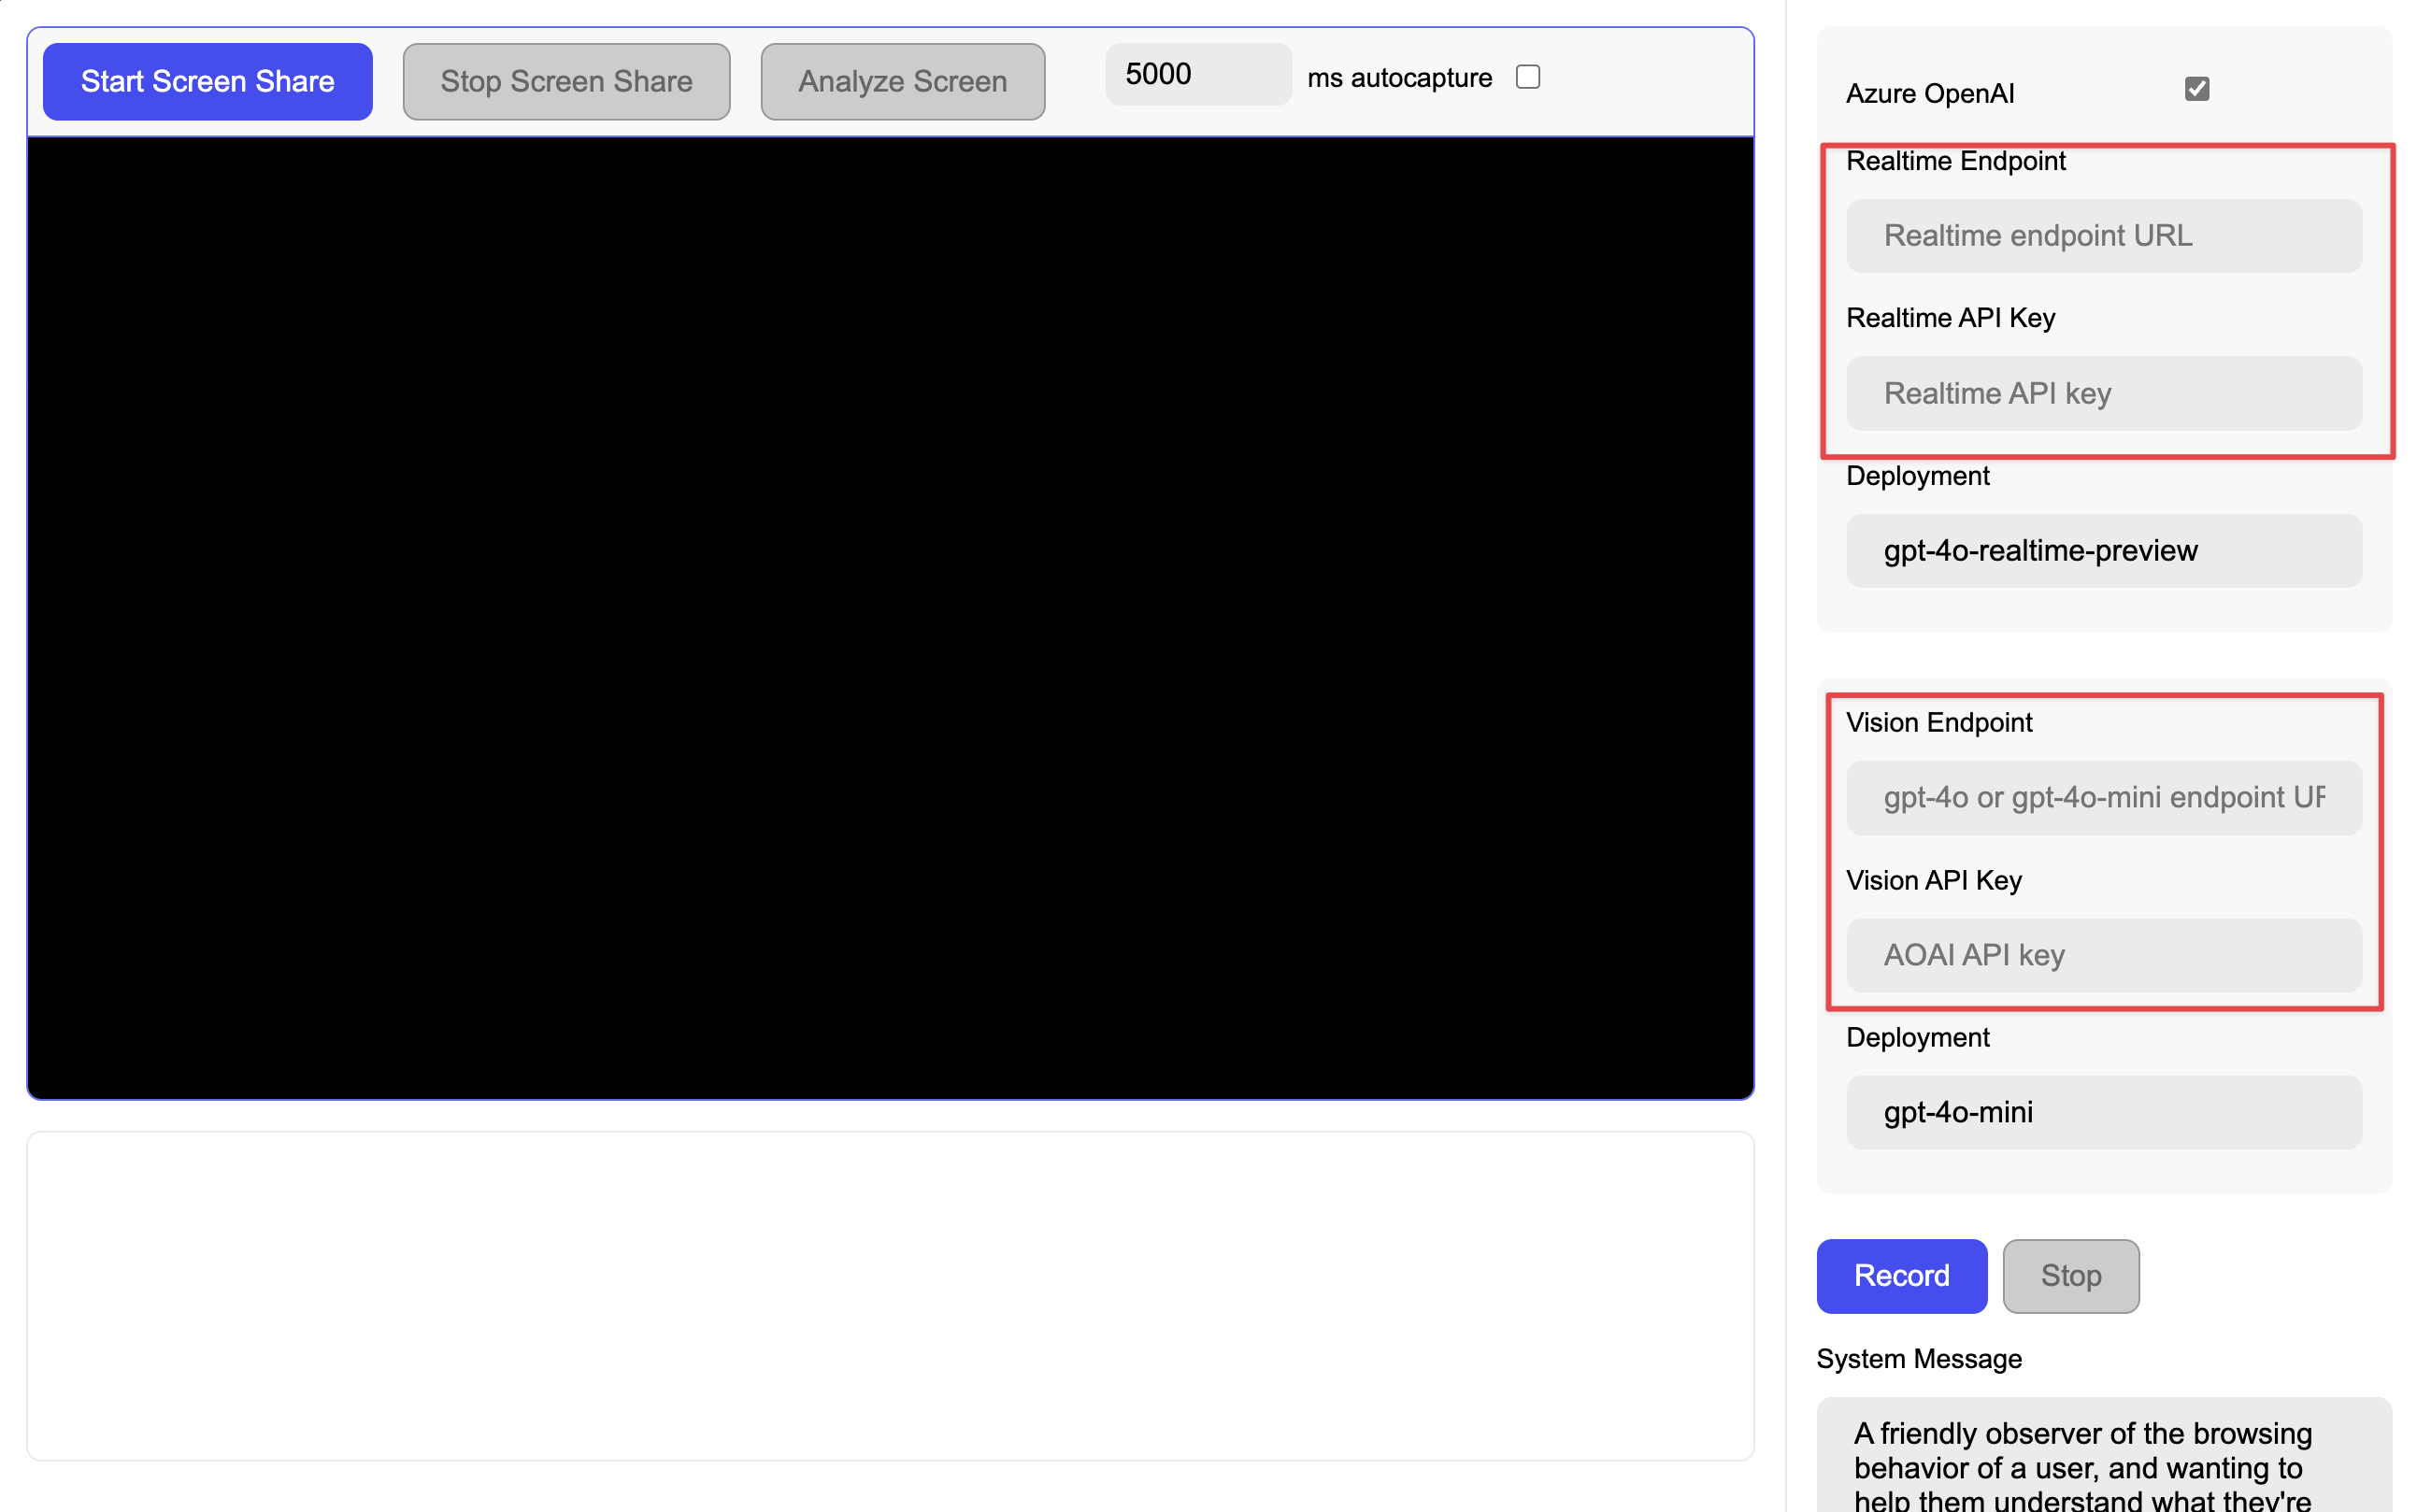 Start Screen Share
Stop Screen Share
Analyze Screen
5000
ms autocapture
Azure OpenAI
Realtime Endpoint
Realtime endpoint URL
Realtime API Key
Realtime API key
Deployment
gpt-4o-realtime-preview
Vision Endpoint
gpt-4o or gpt-4o-mini endpoint
Vision API Key
AOAI API key
Deployment
gpt-4o-mini
Record
Stop
System Message
A friendly observer of the browsing
behavior of a user, and wanting to
help them understand what they're